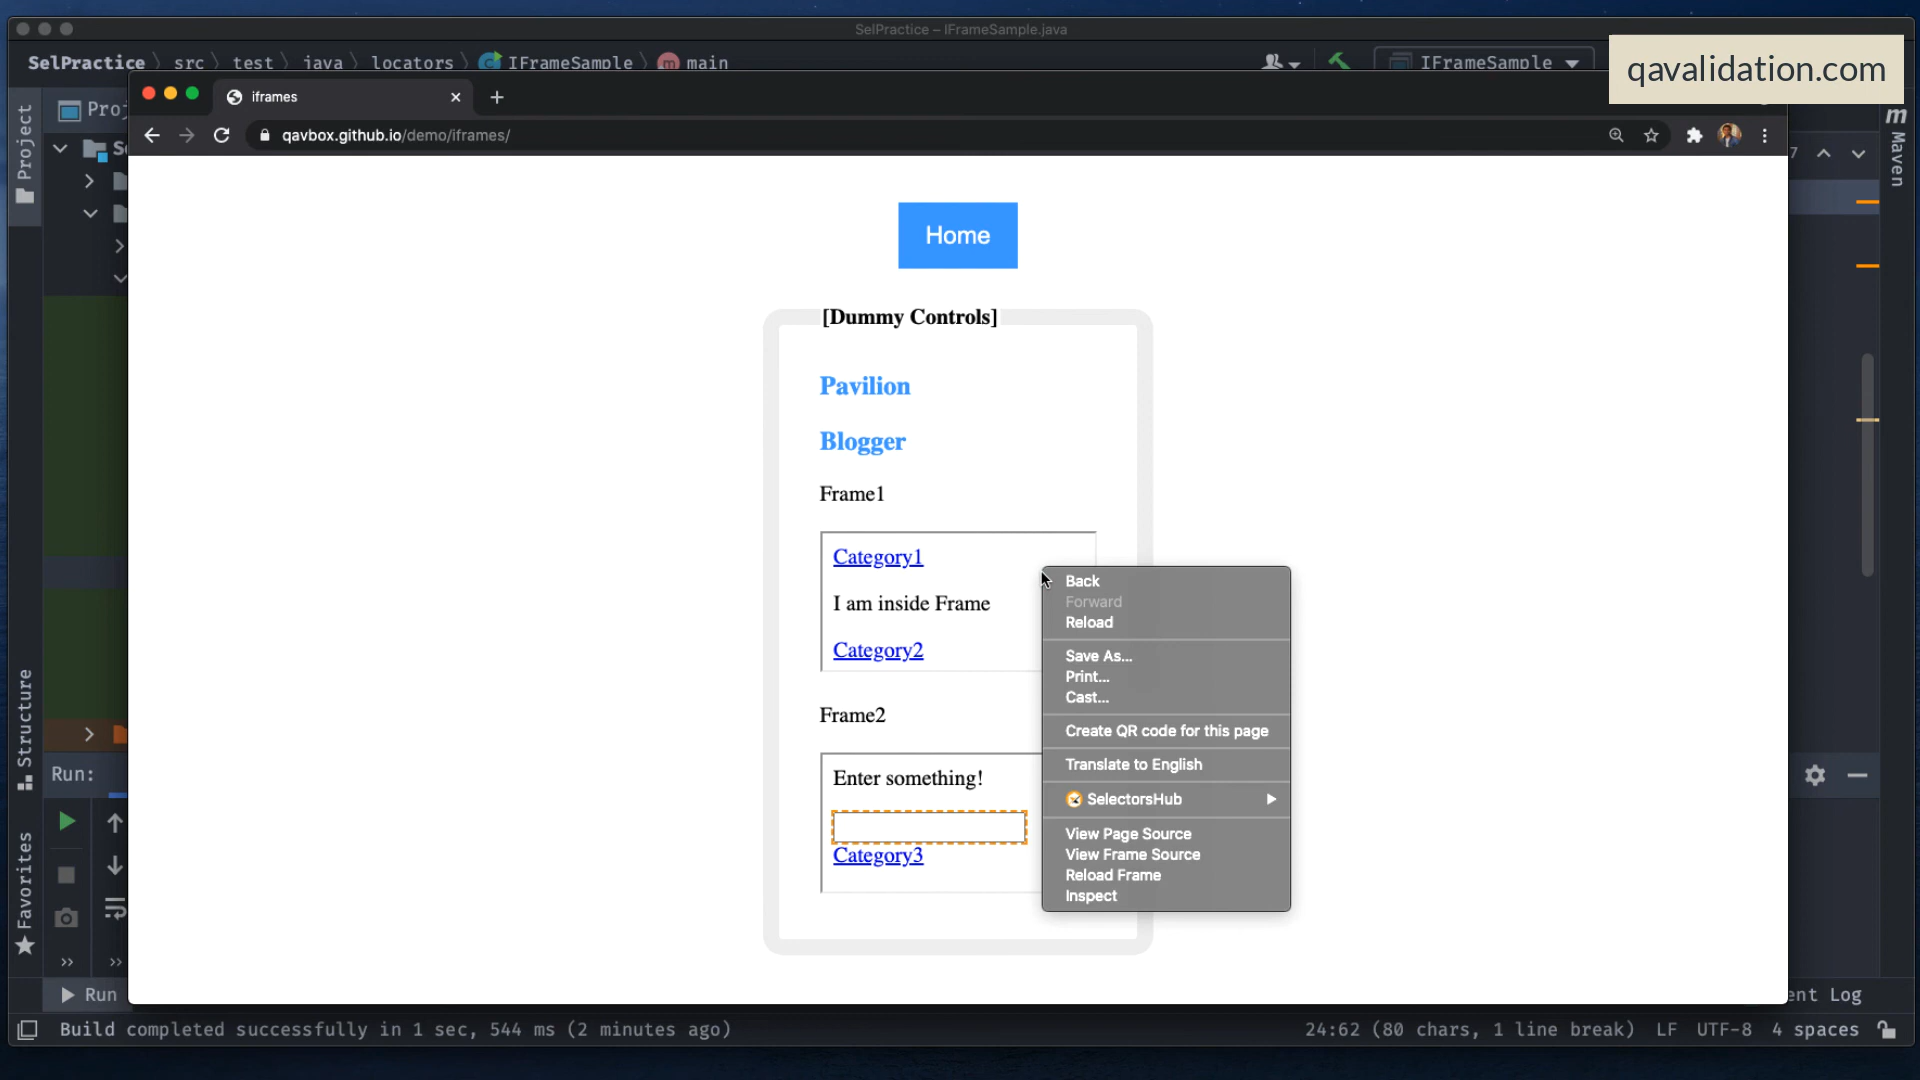 SelPractice – IFrameSample.java
SelPractice src test java locators IFrameSample main
IFrameSample
qavalidation.com
iframes
qavbox.github.io/demo/iframes/
Project
Maven
Home
[Dummy Controls]
Pavilion
Blogger
Frame1
Category1
I am inside Frame
Category2
Frame2
Enter something!
Category3
Back
Forward
Reload
Save As...
Print...
Cast...
Create QR code for this page
Translate to English
SelectorsHub
View Page Source
View Frame Source
Reload Frame
Inspect
Structure
Favorites
Run:
Run
Log
Build completed successfully in 1 sec, 544 ms (2 minutes ago)
24:62 (80 chars, 1 line break) LF UTF-8 4 spaces